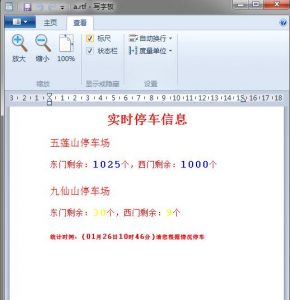 a.rtf - 写字板
主页
查看
放大
缩小
100%
标尺
状态栏
自动换行
度量单位
缩放
显示或隐藏
设置
3 2 1 1 2 3 4 5 6 7 8 9 10 11 12 13 14 15 17 18
实时停车信息
五莲山停车场
东门剩余：1025个，西门剩余：1000个
九仙山停车场
东门剩余：30个，西门剩余：9个
统计时间：(01月26日10时46分)请您根据情况停车